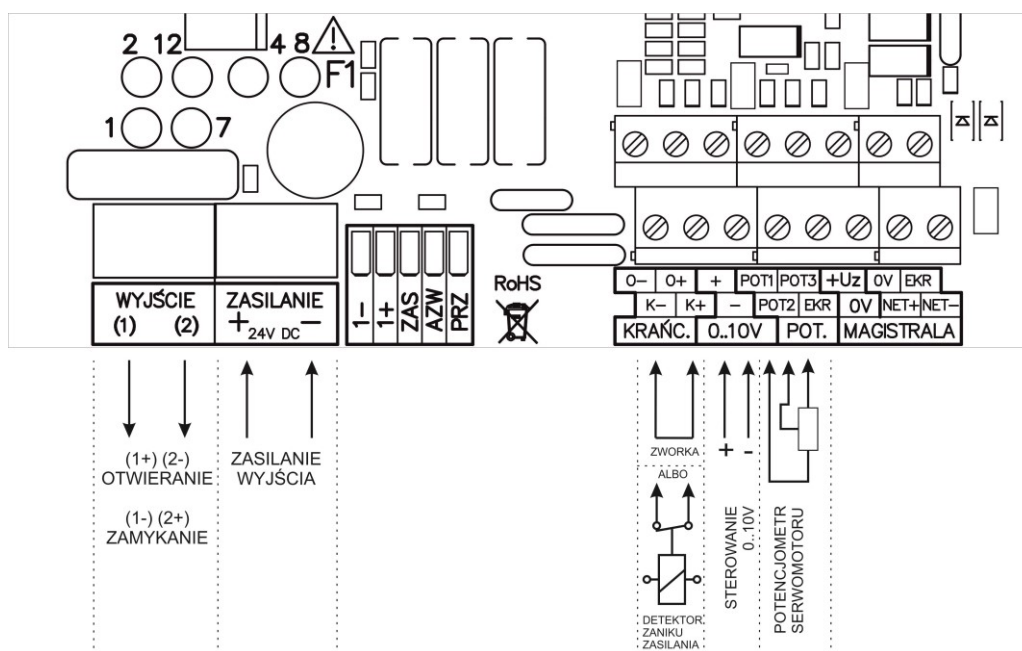 2 12 4 8
F1
1 7
WYJŚCIE
(1) (2)
ZASILANIE
+ 24V DC −
1-
1+
ZAS
AZW
PRZ
RoHS
O- O+ + POT1 POT3 +Uz 0V EKR
K- K+ - POT2 EKR 0V NET+ NET-
KRAŃC. 0..10V POT. MAGISTRALA
(1+) (2-)
OTWIERANIE
(1-) (2+)
ZAMYKANIE
ZASILANIE
WYJŚCIA
ZWORKA
ALBO
DETEKTOR
ZANIKU
ZASILANIA
+ -
STEROWANIE
0..10V
POTENCJOMETR
SERWOMOTORU